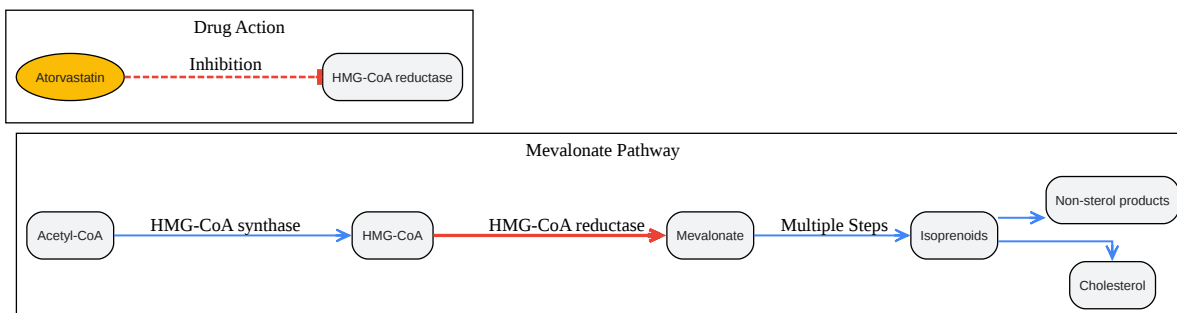 Drug Action
Atorvastatin
Inhibition
HMG-CoA reductase
Mevalonate Pathway
Acetyl-CoA
HMG-CoA synthase
HMG-CoA
HMG-CoA reductase
Mevalonate
Multiple Steps
Isoprenoids
Non-sterol products
Cholesterol